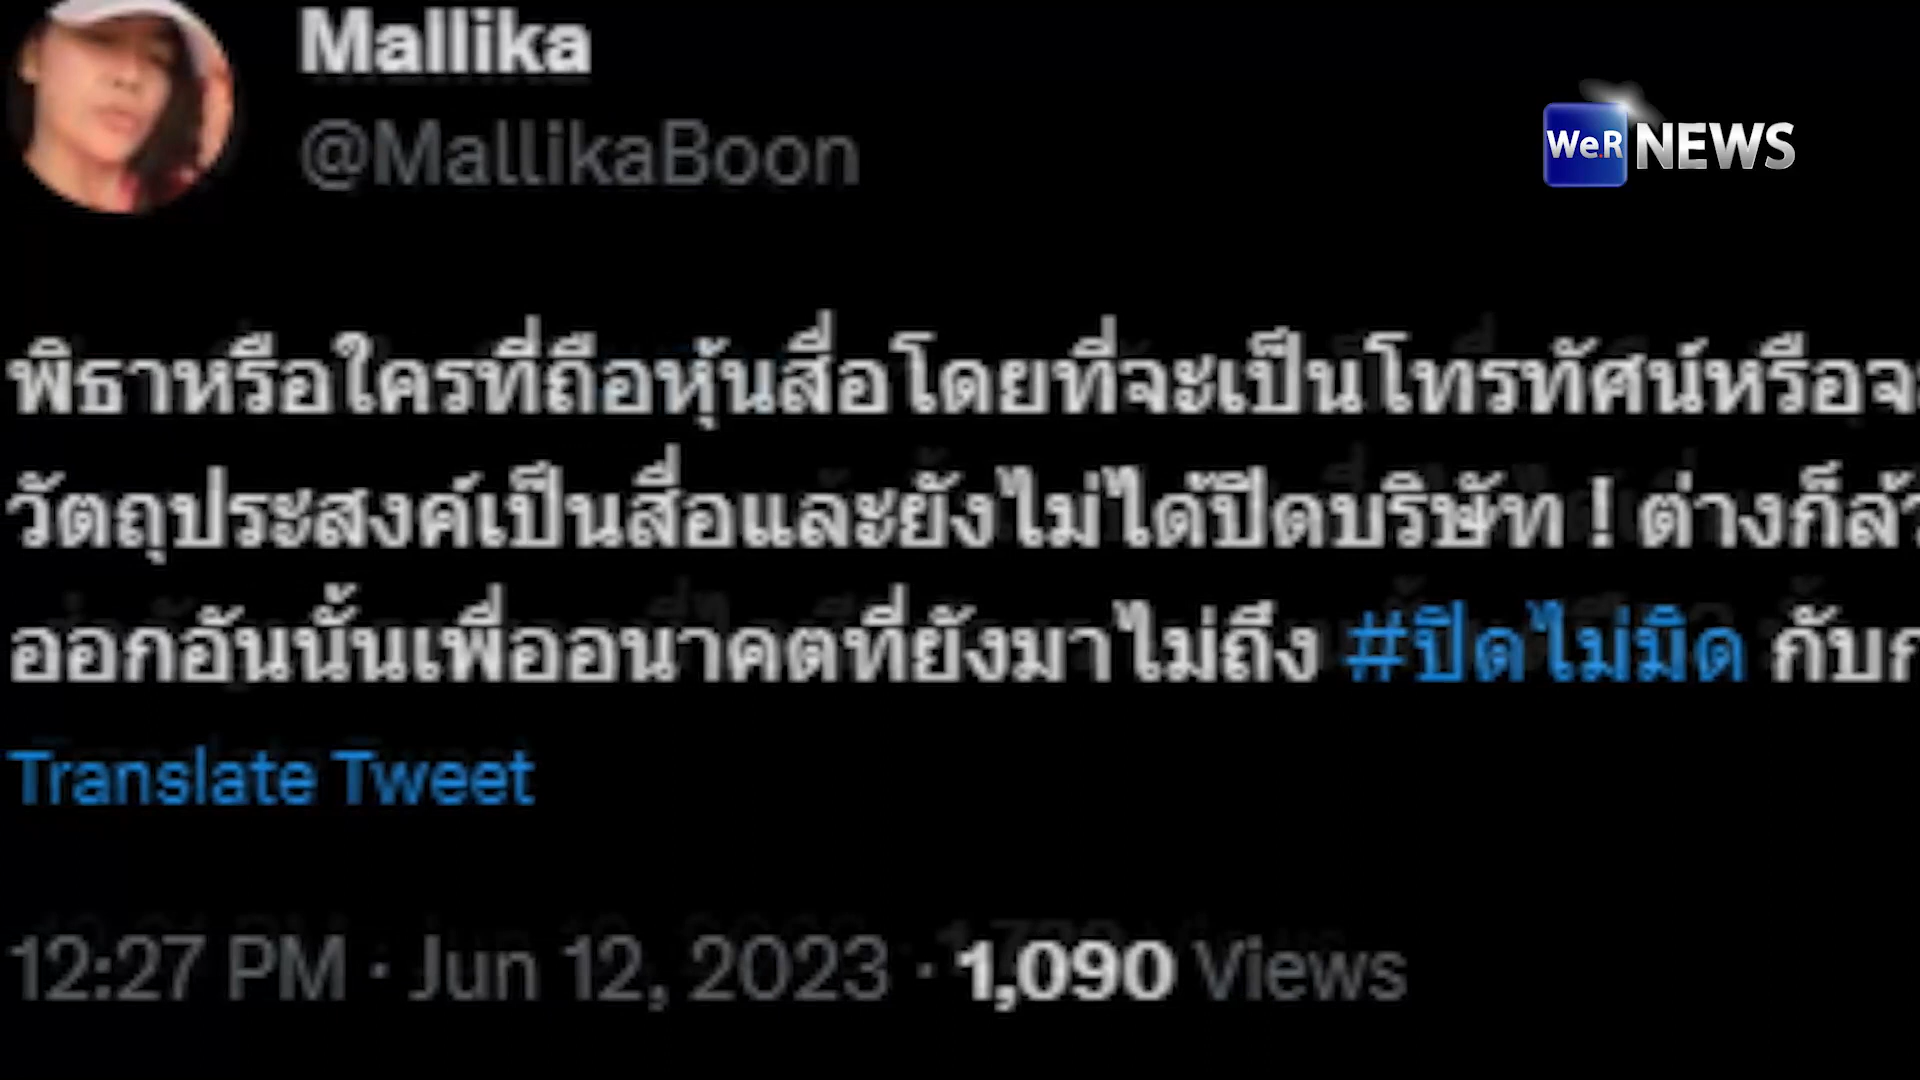 Mallika
@MallikaBoon
WeR NEWS
พิธาหรือใครที่ถือหุ้นสื่อโดยที่จะเป็นโทรทัศน์หรือ
วัตถุประสงค์เป็นสื่อและยังไม่ได้ปิดบริษัท ! ต่างก็
ออกอันนั้นเพื่ออนาคตที่ยังมาไม่ถึง #ปิดไม่มิด
Translate Tweet
12:27 PM · Jun 12, 2023 · 1,090 Views